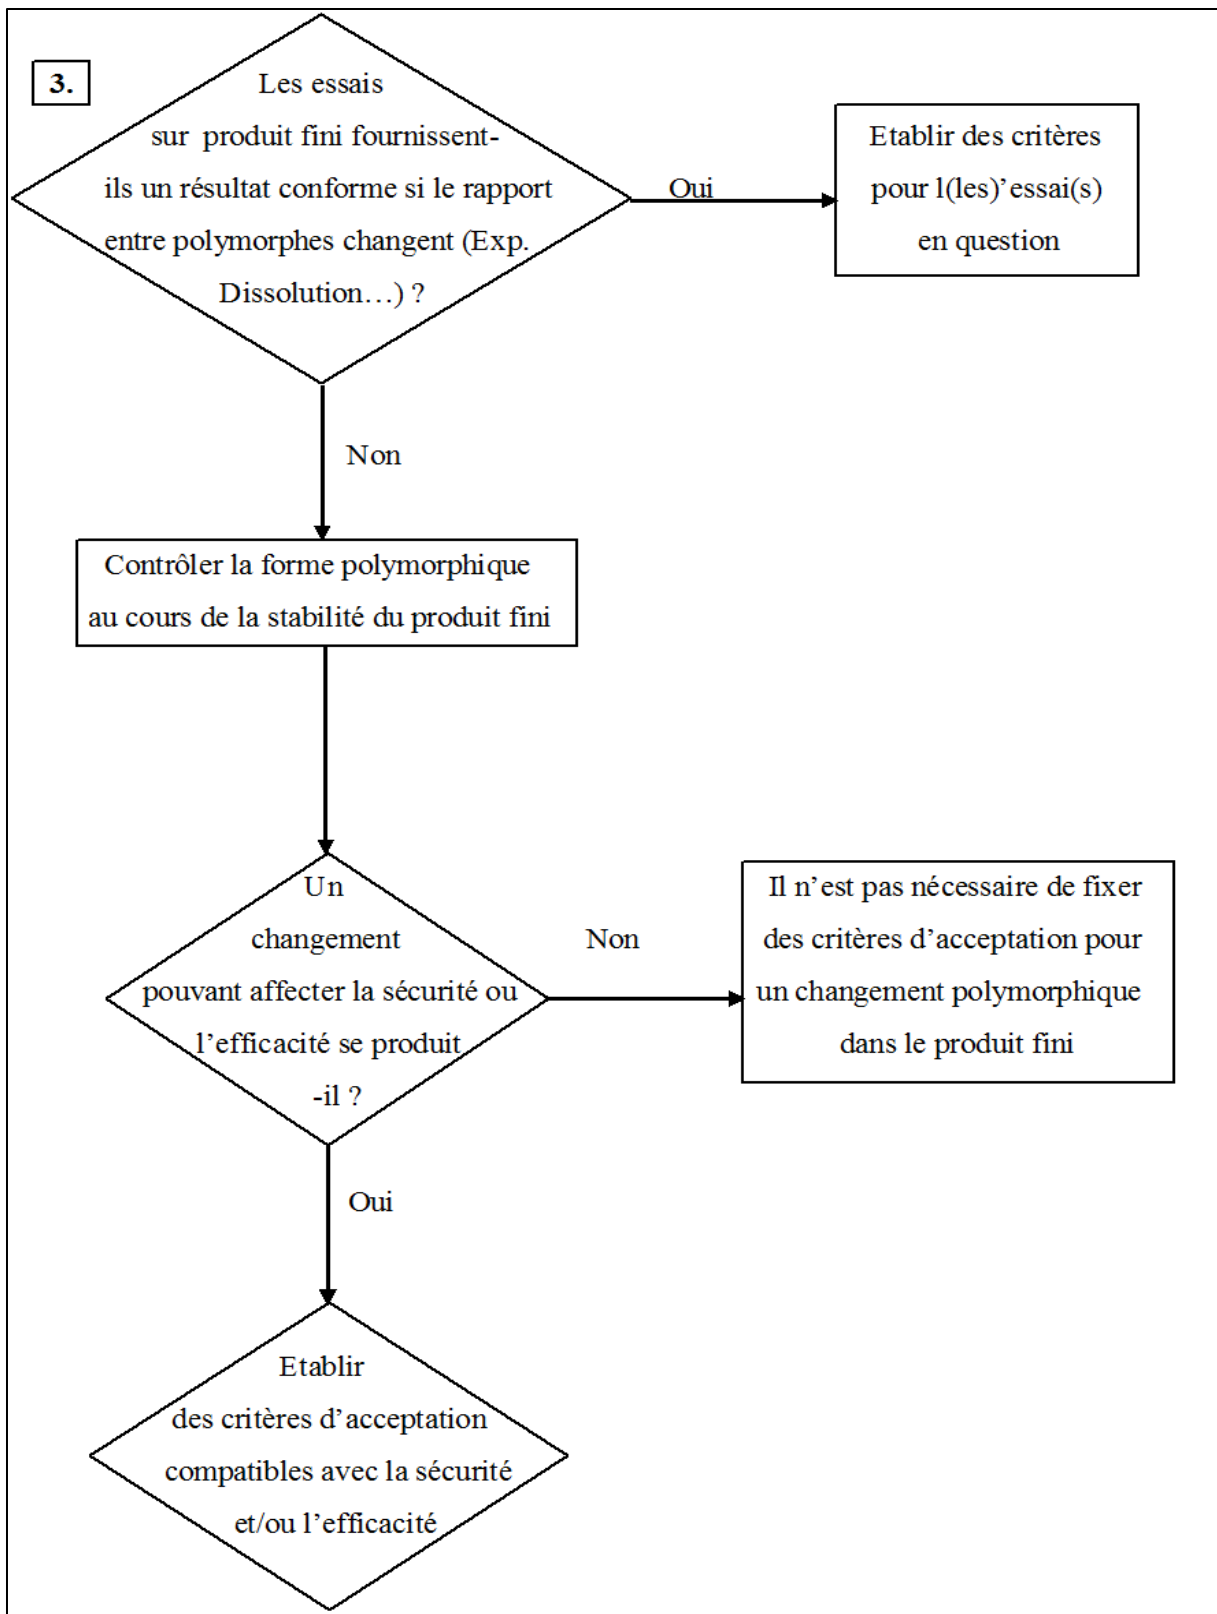 3.
Les essais
sur produit fini fournissent-
ils un résultat conforme si le rapport
entre polymorphes changent (Exp.
Dissolution…) ?
Oui
Etablir des critères
pour l(les)’essai(s)
en question
Non
Contrôler la forme polymorphique
au cours de la stabilité du produit fini
Un
changement
pouvant affecter la sécurité ou
l’efficacité se produit
-il ?
Non
Il n’est pas nécessaire de fixer
des critères d’acceptation pour
un changement polymorphique
dans le produit fini
Oui
Etablir
des critères d’acceptation
compatibles avec la sécurité
et/ou l’efficacité